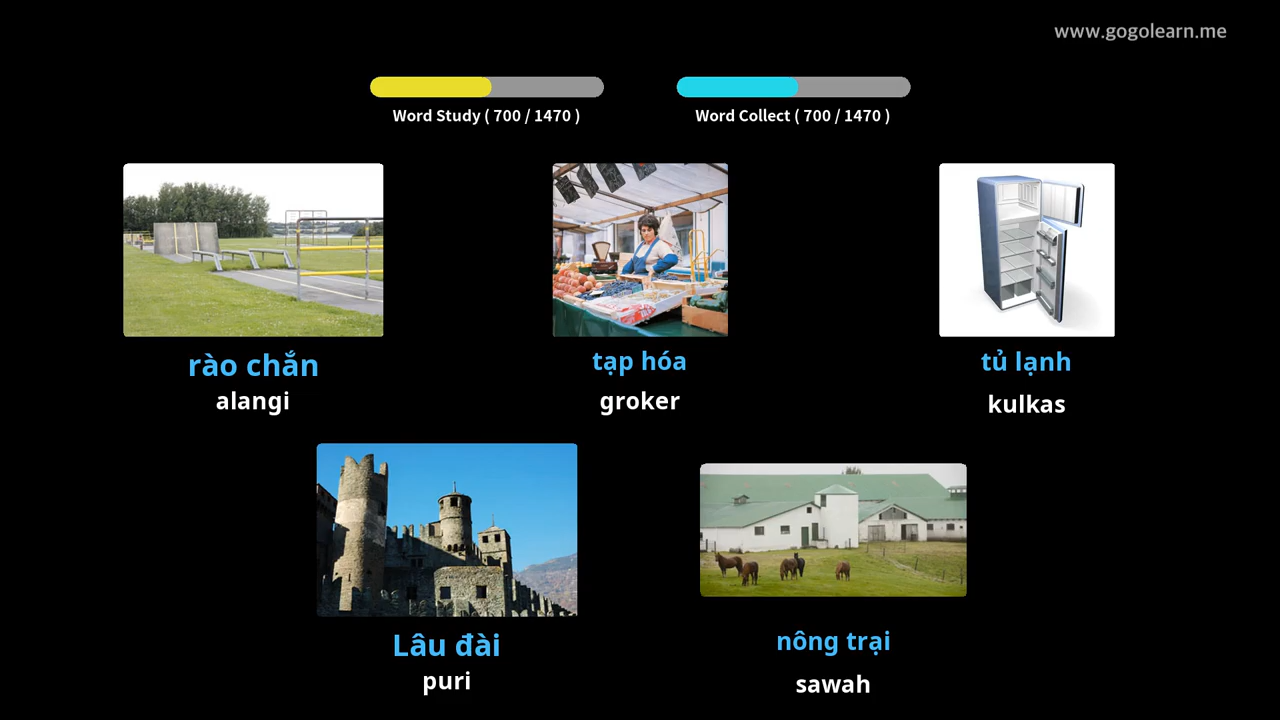 www.gogolearn.me
Word Study ( 700 / 1470 )
Word Collect ( 700 / 1470 )
rào chắn
alangi
tạp hóa
groker
tủ lạnh
kulkas
Lâu đài
puri
nông trại
sawah